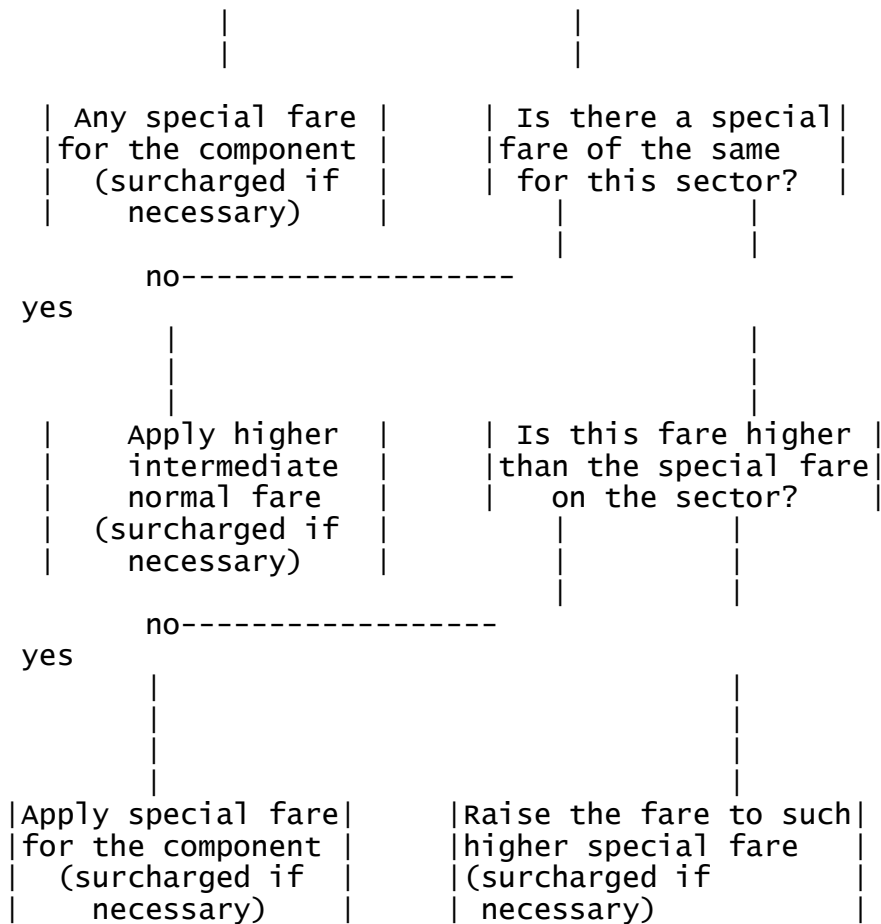 Any special fare
for the component
(surcharged if
necessary)
Is there a special
fare of the same
for this sector?
no-------------------
yes
Apply higher
intermediate
normal fare
(surcharged if
necessary)
Is this fare higher
than the special fare
on the sector?
no------------------
yes
Apply special fare
for the component
(surcharged if
necessary)
Raise the fare to such
higher special fare
(surcharged if
necessary)